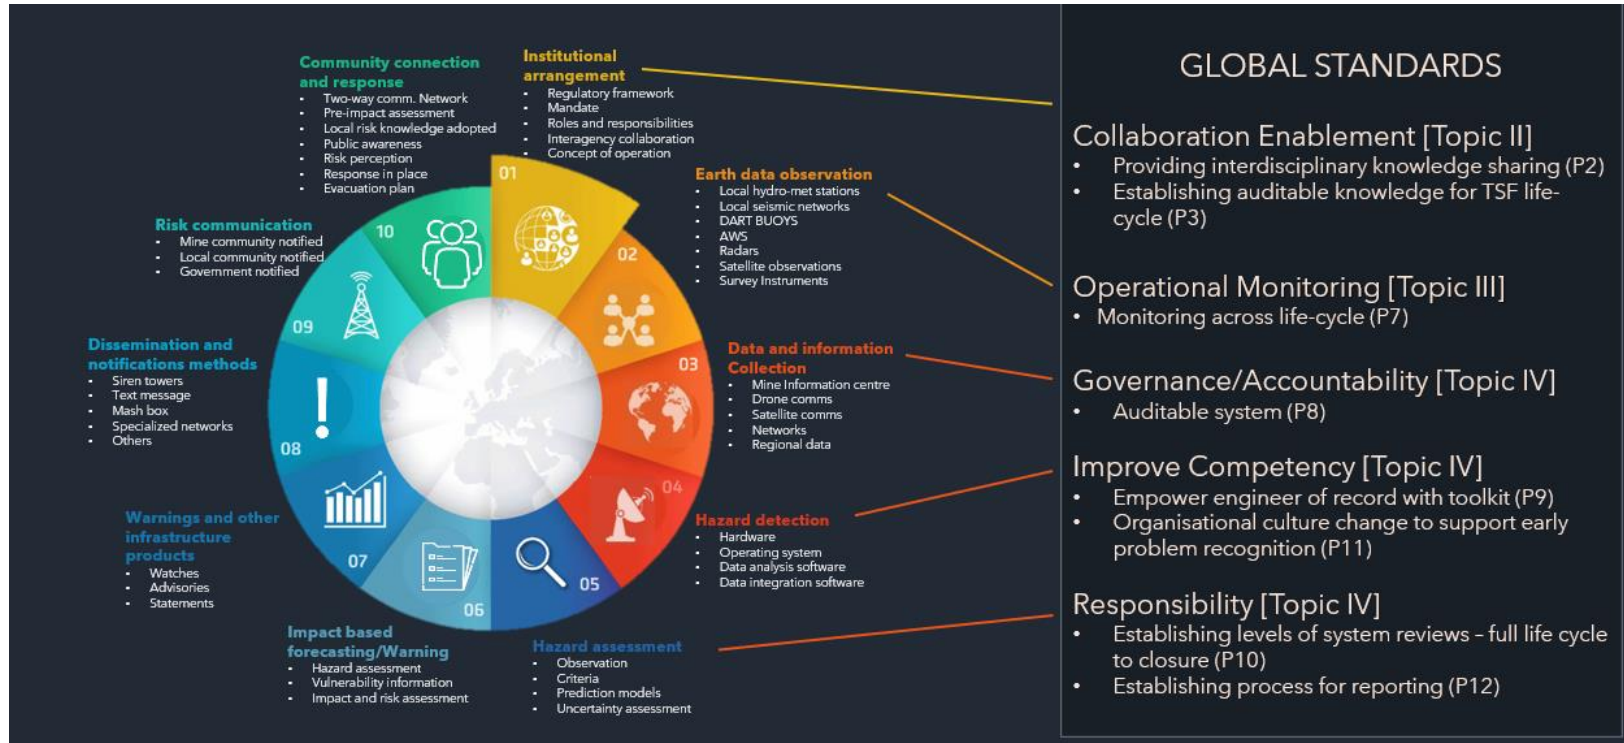 Community connection
and response
▪ Two-way comm. Network
▪ Pre-impact assessment
▪ Local risk knowledge adopted
▪ Public awareness
▪ Risk perception
▪ Response in place
▪ Evacuation plan
Institutional
arrangement
▪ Regulatory framework
▪ Mandate
▪ Roles and responsibilities
▪ Interagency collaboration
▪ Concept of operation
Earth data observation
▪ Local hydro-met stations
▪ Local seismic networks
▪ DART BUOYS
▪ AWS
▪ Radars
▪ Satellite observations
▪ Survey Instruments
Data and information
Collection
▪ Mine Information centre
▪ Drone comms
▪ Satellite comms
▪ Networks
▪ Regional data
Hazard detection
▪ Hardware
▪ Operating system
▪ Data analysis software
▪ Data integration software
Hazard assessment
▪ Observation
▪ Criteria
▪ Prediction models
▪ Uncertainty assessment
Impact based
forecasting/Warning
▪ Hazard assessment
▪ Vulnerability information
▪ Impact and risk assessment
Warnings and other
infrastructure
products
▪ Watches
▪ Advisories
▪ Statements
Dissemination and
notifications methods
▪ Siren towers
▪ Text message
▪ Mash box
▪ Specialized networks
▪ Others
Risk communication
▪ Mine community notified
▪ Local community notified
▪ Government notified
01
02
03
04
05
06
07
08
09
10
GLOBAL STANDARDS
Collaboration Enablement [Topic II]
• Providing interdisciplinary knowledge sharing (P2)
• Establishing auditable knowledge for TSF life-
cycle (P3)
Operational Monitoring [Topic III]
• Monitoring across life-cycle (P7)
Governance/Accountability [Topic IV]
• Auditable system (P8)
Improve Competency [Topic IV]
• Empower engineer of record with toolkit (P9)
• Organisational culture change to support early
problem recognition (P11)
Responsibility [Topic IV]
• Establishing levels of system reviews – full life cycle
to closure (P10)
• Establishing process for reporting (P12)